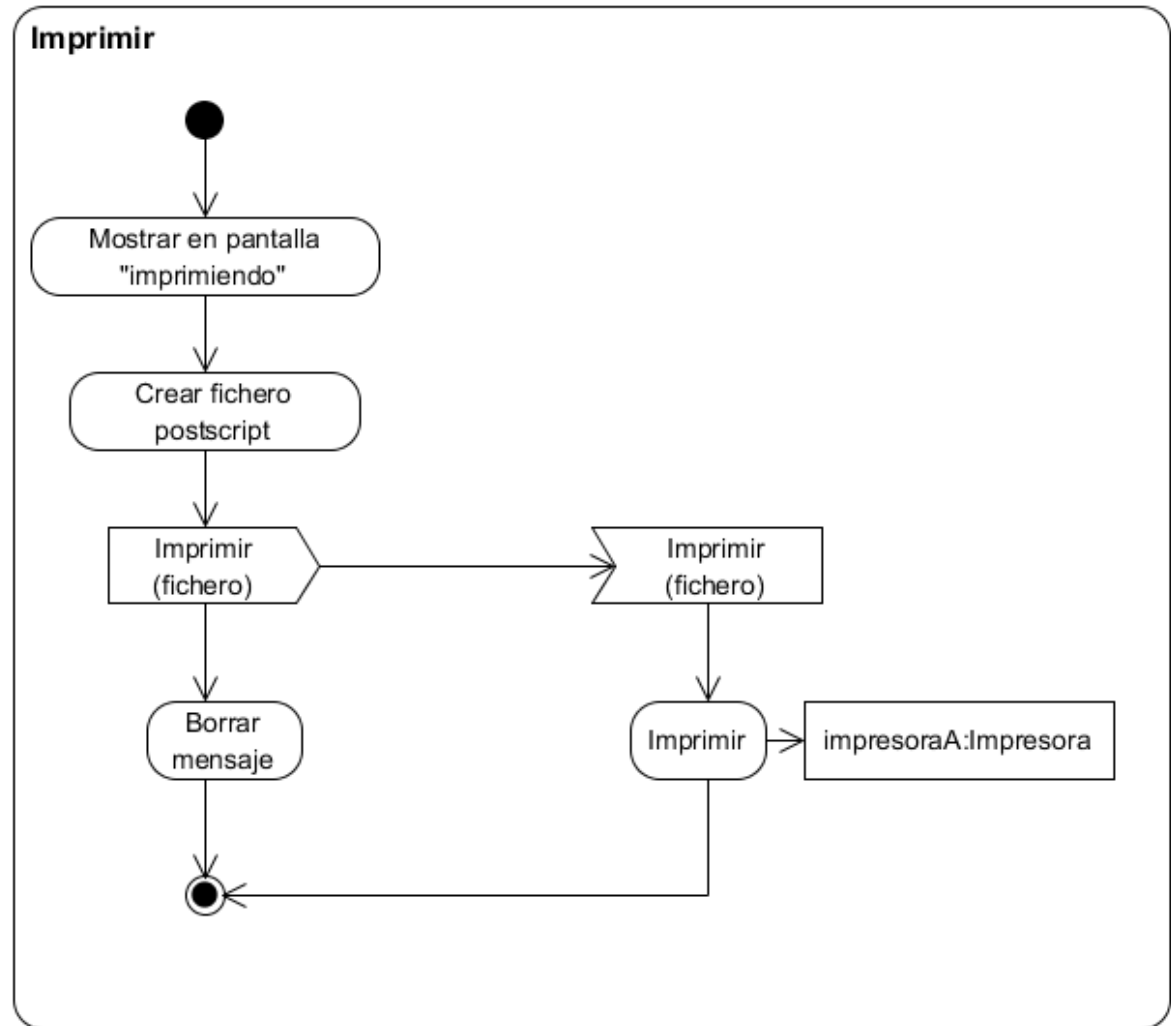 Imprimir
Mostrar en pantalla
"imprimiendo"
Crear fichero
postscript
Imprimir
(fichero)
Imprimir
(fichero)
Borrar
mensaje
Imprimir
impresoraA:Impresora